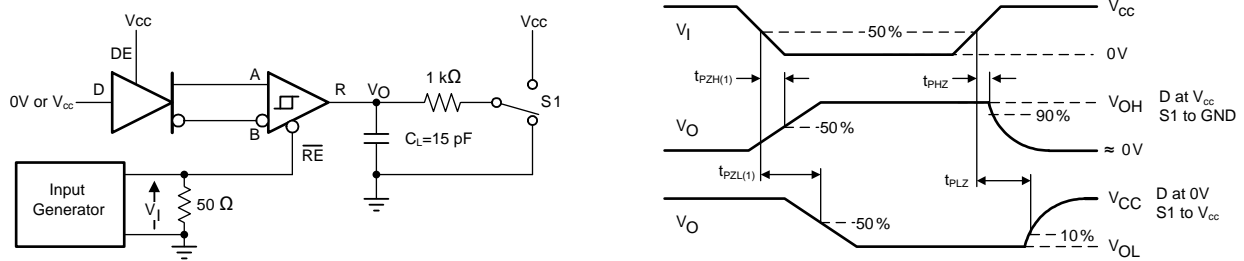 Vcc
DE
D
0V or Vcc
A
B
R
VO
1 kΩ
Vcc
S1
CL=15 pF
RE
Input
Generator
VI
50 Ω
VI
50%
Vcc
0V
tPZH(1)
tPHZ
VO
50%
90%
VOH
≈ 0V
D at Vcc
S1 to GND
tPZL(1)
tPLZ
VO
50%
10%
VCC
VOL
D at 0V
S1 to Vcc